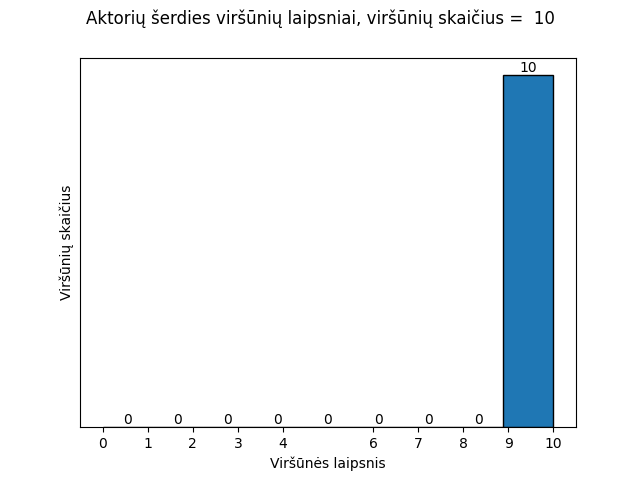 Aktorių šerdies viršūnių laipsniai, viršūnių skaičius =  10
10
Viršūnių skaičius
0 0 0 0 0 0 0 0
0 1 2 3 4 6 7 8 9 10
Viršūnės laipsnis